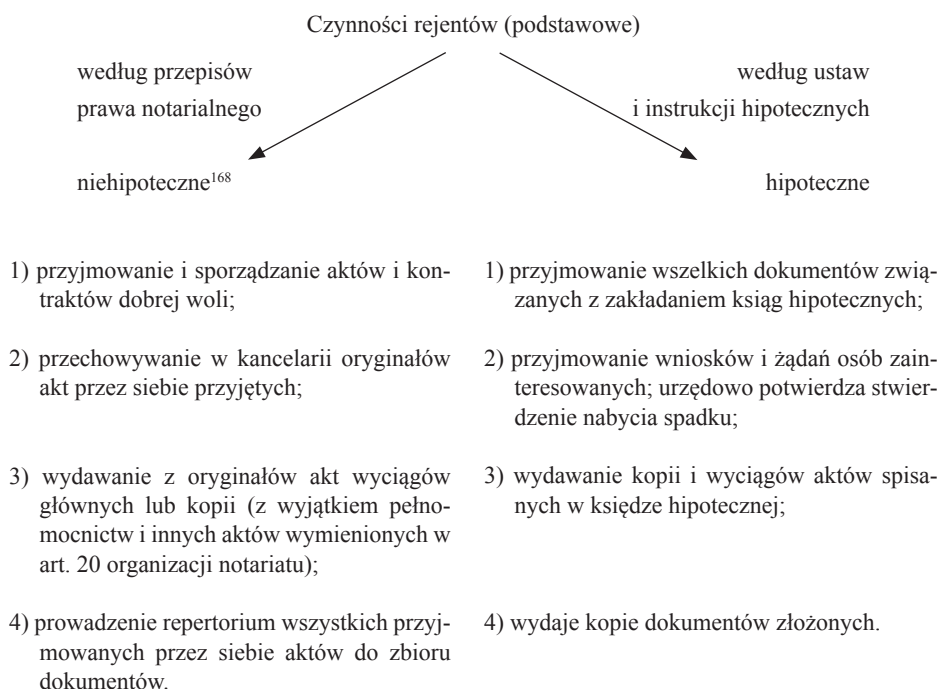 Czynności rejentów (podstawowe)
według przepisów
prawa notarialnego
według ustaw
i instrukcji hipotecznych
niehipoteczne¹⁶⁸
hipoteczne
1) przyjmowanie i sporządzanie aktów i kon-
traktów dobrej woli;
1) przyjmowanie wszelkich dokumentów zwią-
zanych z zakładaniem ksiąg hipotecznych;
2) przechowywanie w kancelarii oryginałów
akt przez siebie przyjętych;
2) przyjmowanie wniosków i żądań osób zain-
teresowanych; urzędowo potwierdza stwier-
dzenie nabycia spadku;
3) wydawanie z oryginałów akt wyciągów
głównych lub kopii (z wyjątkiem pełno-
mocnictw i innych aktów wymienionych w
art. 20 organizacji notariatu);
3) wydawanie kopii i wyciągów aktów spisa-
nych w księdze hipotecznej;
4) prowadzenie repertorium wszystkich przyj-
mowanych przez siebie aktów do zbioru
dokumentów.
4) wydaje kopie dokumentów złożonych.